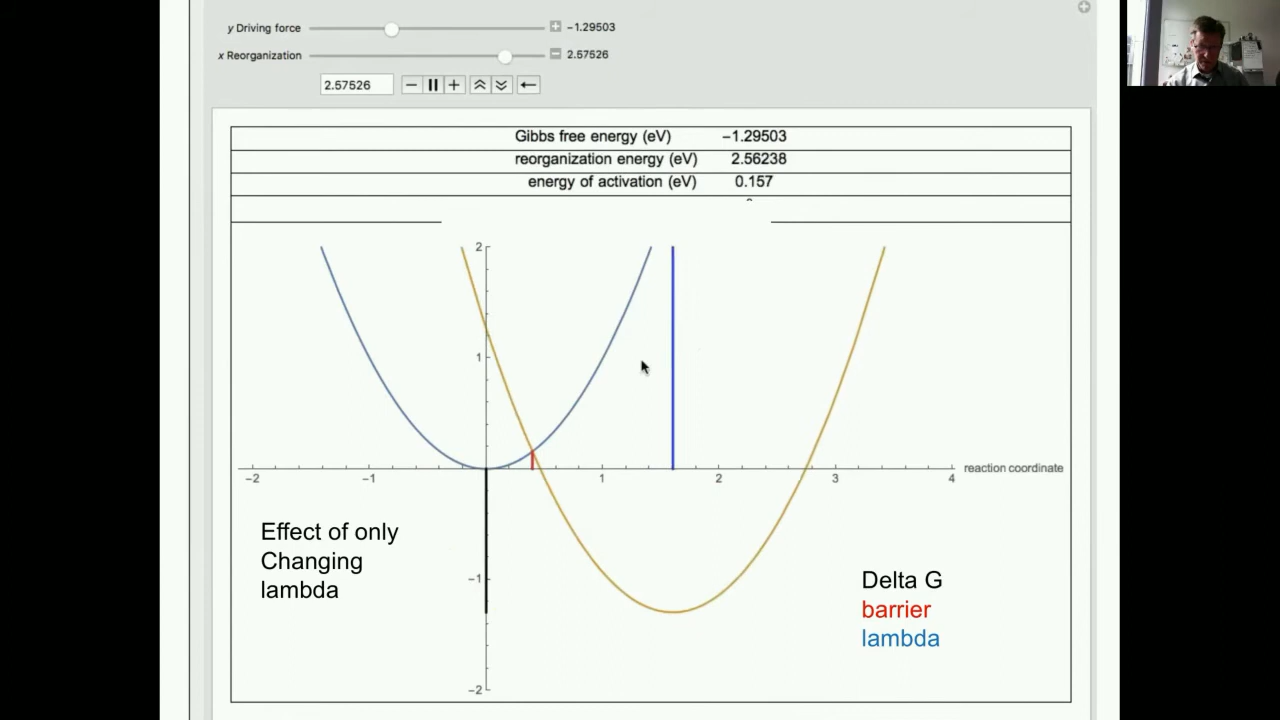 y Driving force −1.29503
x Reorganization 2.57526
2.57526
Gibbs free energy (eV) −1.29503
reorganization energy (eV) 2.56238
energy of activation (eV) 0.157
2
1
−2 −1 1 2 3 4 reaction coordinate
Effect of only
Changing
lambda
−1
Delta G
barrier
lambda
−2